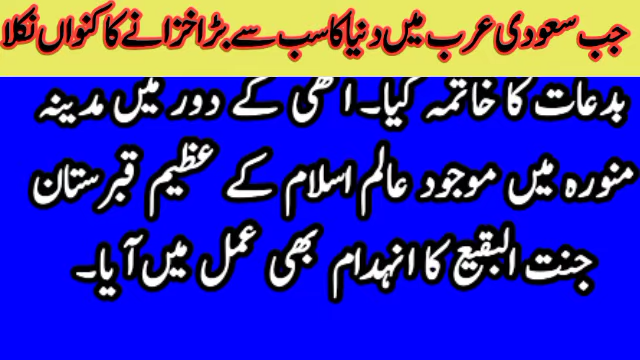 جب سعودی عرب میں دنیا کا سب سے بڑا خزانے کا کنواں نکلا
بدعات کا خاتمہ کیا۔ انھی کے دور میں مدینہ
منورہ میں موجود عالم اسلام کے عظیم قبرستان
جنت البقیع کا انہدام بھی عمل میں آیا۔